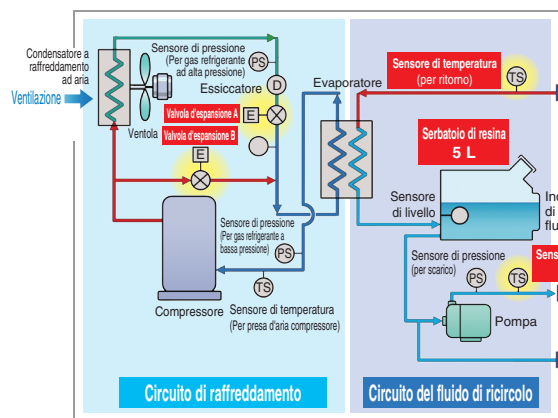 Condensatore a
raffreddamento
ad aria
Ventilazione
Ventola
Sensore di pressione
(Per gas refrigerante
ad alta pressione)
PS
Essiccatore
D
Valvola d'espansione A
E
Valvola d'espansione B
E
Evaporatore
Sensore di temperatura
(per ritorno)
TS
Serbatoio di resina
5 L
Sensore
di livello
di
Sensore di pressione
(Per gas refrigerante a
bassa pressione)
PS
TS
Compressore
Sensore di temperatura
(Per presa d'aria compressore)
Sensore di pressione
(per scarico)
PS
TS
Pompa
Circuito di raffreddamento
Circuito del fluido di ricircolo